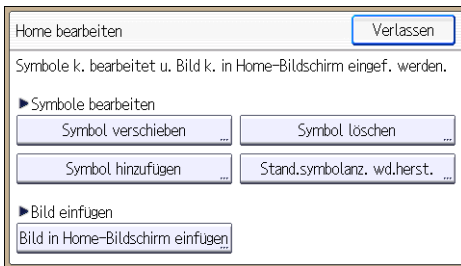 Home bearbeiten
Verlassen
Symbole k. bearbeitet u. Bild k. in Home-Bildschirm eingef. werden.
►Symbole bearbeiten
Symbol verschieben
Symbol löschen
Symbol hinzufügen
Stand.symbolanz. wd.herst.
►Bild einfügen
Bild in Home-Bildschirm einfügen